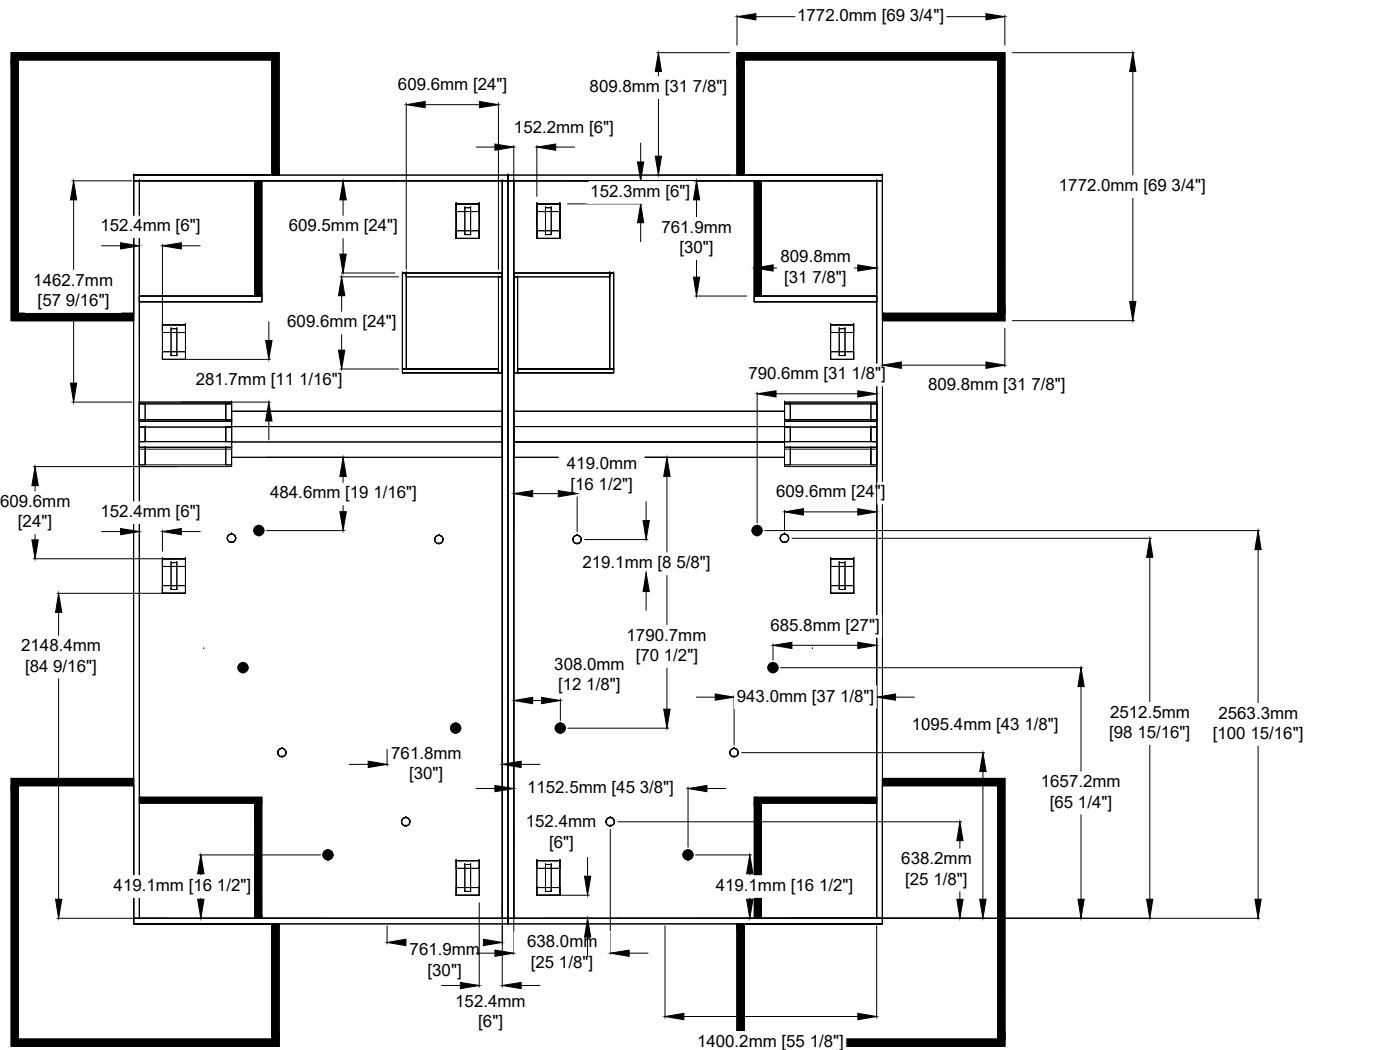 1772.0mm [69 3/4"]
609.6mm [24"]
809.8mm [31 7/8"]
152.2mm [6"]
1772.0mm [69 3/4"]
152.3mm [6"]
152.4mm [6"]
609.5mm [24"]
761.9mm
[30"]
809.8mm
[31 7/8"]
1462.7mm
[57 9/16"]
609.6mm [24"]
281.7mm [11 1/16"]
790.6mm [31 1/8"]
809.8mm [31 7/8"]
419.0mm
[16 1/2"]
484.6mm [19 1/16"]
609.6mm [24"]
609.6mm
[24"]
152.4mm [6"]
219.1mm [8 5/8"]
2148.4mm
[84 9/16"]
1790.7mm
[70 1/2"]
685.8mm [27"]
308.0mm
[12 1/8"]
943.0mm [37 1/8"]
1095.4mm [43 1/8"]
2512.5mm
[98 15/16"]
2563.3mm
[100 15/16"]
761.8mm
[30"]
1152.5mm [45 3/8"]
1657.2mm
[65 1/4"]
152.4mm
[6"]
638.2mm
[25 1/8"]
419.1mm [16 1/2"]
419.1mm [16 1/2"]
761.9mm
[30"]
638.0mm
[25 1/8"]
152.4mm
[6"]
1400.2mm [55 1/8"]